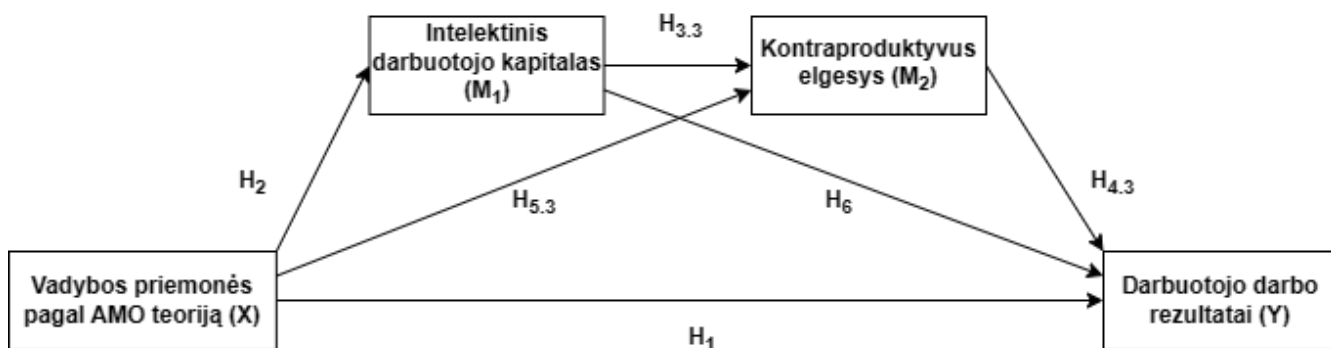 Intelektinis
darbuotojo kapitalas
(M₁)
H₃.₃
Kontraproduktyvus
elgesys (M₂)
H₂
H₅.₃
H₆
H₄.₃
Vadybos priemonės
pagal AMO teoriją (X)
H₁
Darbuotojo darbo
rezultatai (Y)